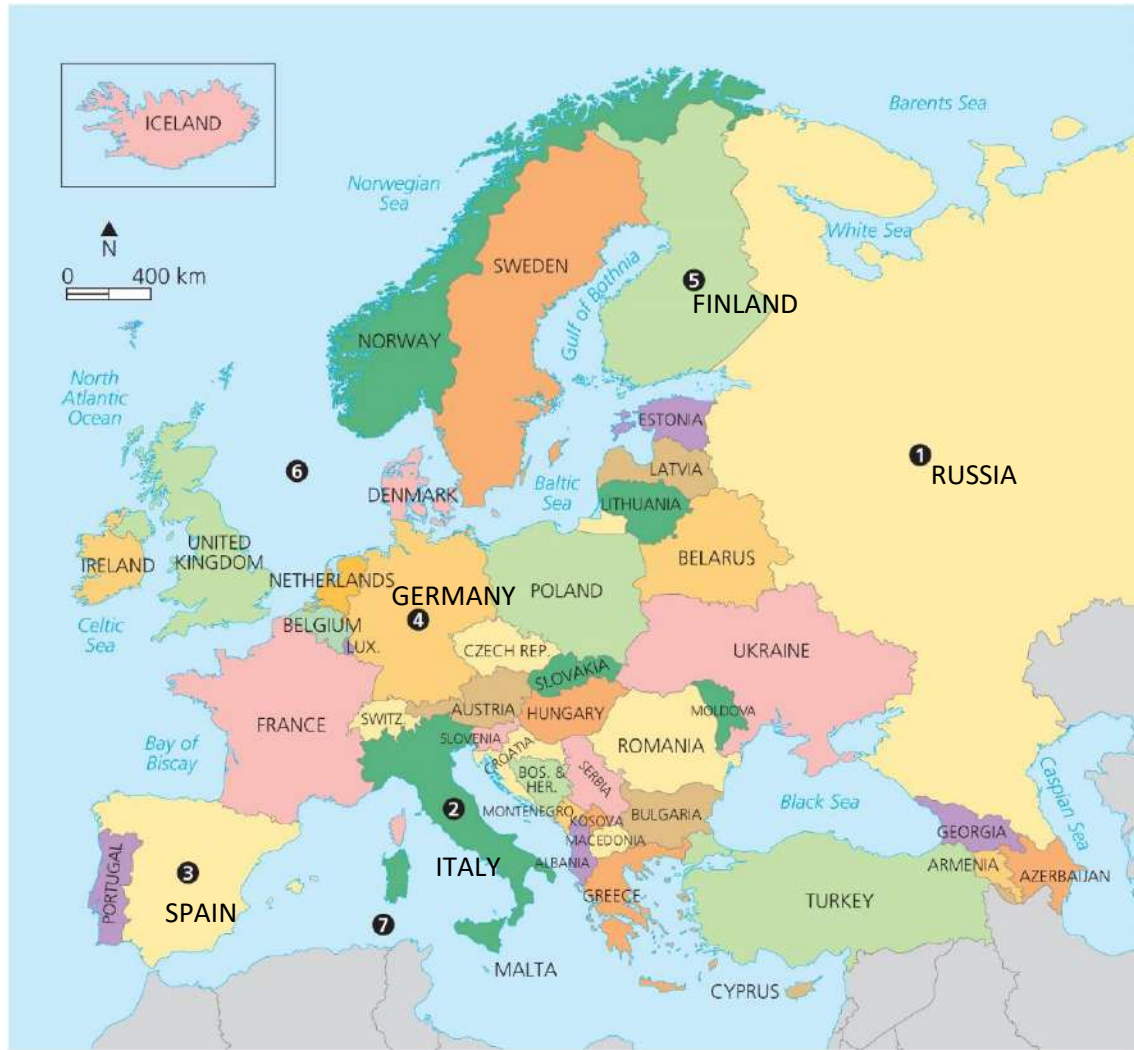 ICELAND
Barents Sea
Norwegian
Sea
White Sea
N
0 400 km
SWEDEN
Gulf of Bothnia
5
FINLAND
NORWAY
North
Atlantic
Ocean
ESTONIA
6
1
RUSSIA
LATVIA
DENMARK
Baltic
Sea
LITHUANIA
UNITED
KINGDOM
IRELAND
BELARUS
NETHERLANDS
GERMANY
POLAND
4
Celtic
Sea
BELGIUM
LUX.
CZECH REP.
UKRAINE
SLOVAKIA
FRANCE
SWITZ.
AUSTRIA
HUNGARY
MOLDOVA
SLOVENIA
CROATIA
ROMANIA
Bay of
Biscay
BOS. &
HER.
SERBIA
Caspian Sea
2
MONTENEGRO
KOSOVA
BULGARIA
Black Sea
MACEDONIA
GEORGIA
ITALY
ALBANIA
ARMENIA
AZERBAIJAN
PORTUGAL
3
SPAIN
GREECE
TURKEY
7
MALTA
CYPRUS